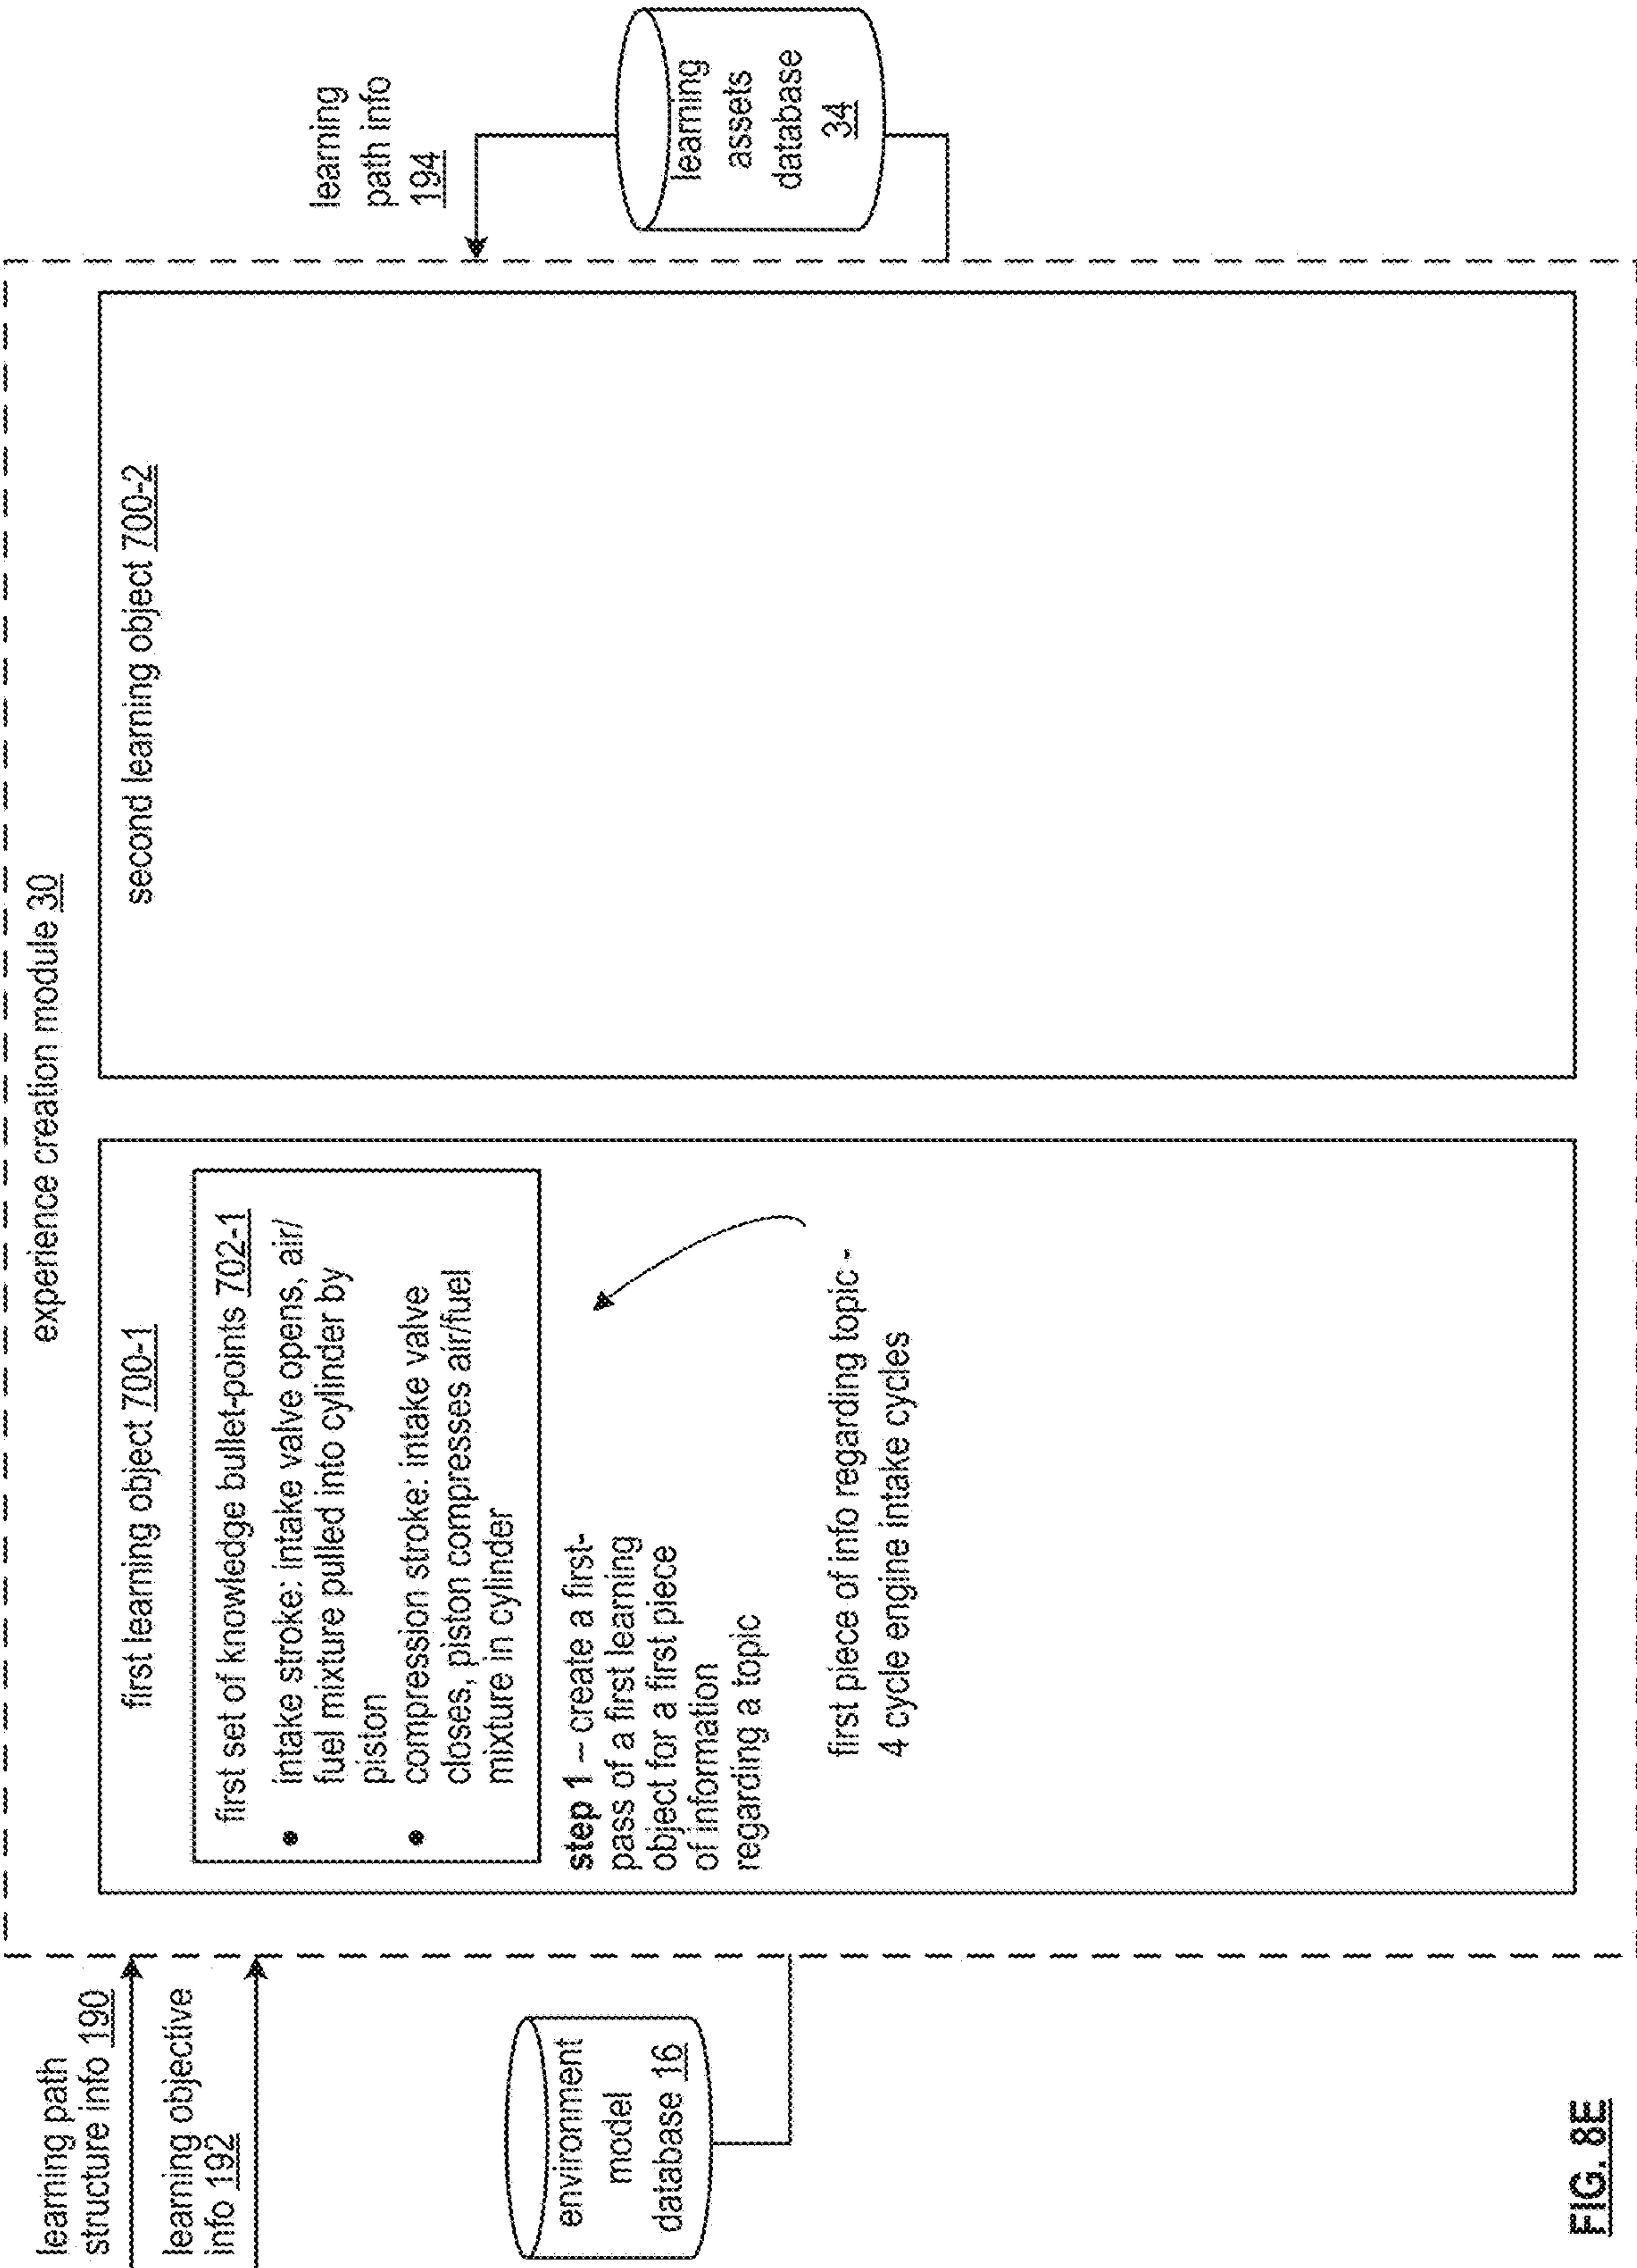 experience creation module 30
learning path
structure info 190
learning objective
info 192
environment
model
database 16
first learning object 700-1
first set of knowledge bullet-points 702-1
• intake stroke: intake valve opens, air/
fuel mixture pulled into cylinder by
piston
• compression stroke: intake valve
closes, piston compresses air/fuel
mixture in cylinder
step 1 – create a first-
pass of a first learning
object for a first piece
of information
regarding a topic
first piece of info regarding topic -
4 cycle engine intake cycles
second learning object 700-2
learning
path info
194
learning
assets
database
34
FIG. 8E